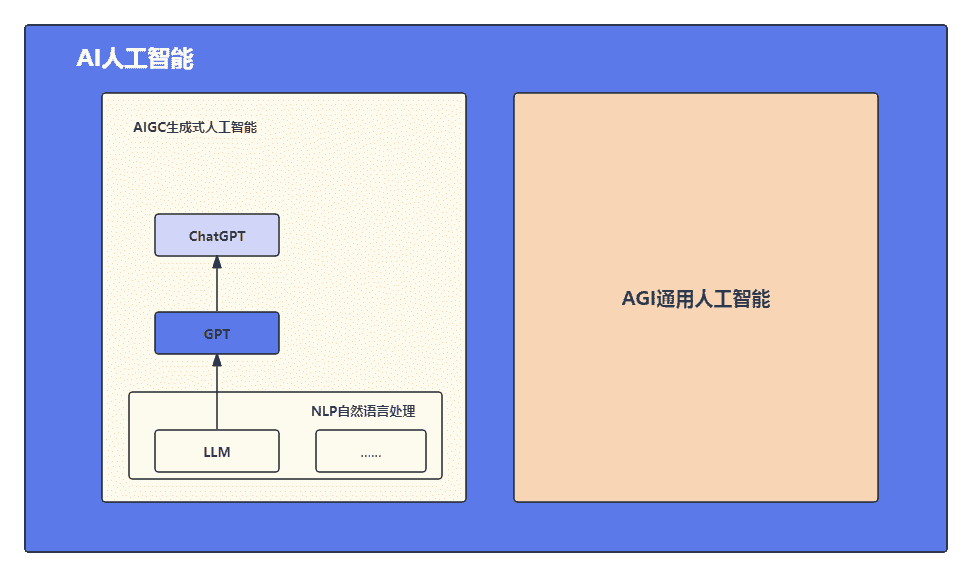 AI人工智能
AIGC生成式人工智能
ChatGPT
GPT
NLP自然语言处理
LLM
......
AGI通用人工智能